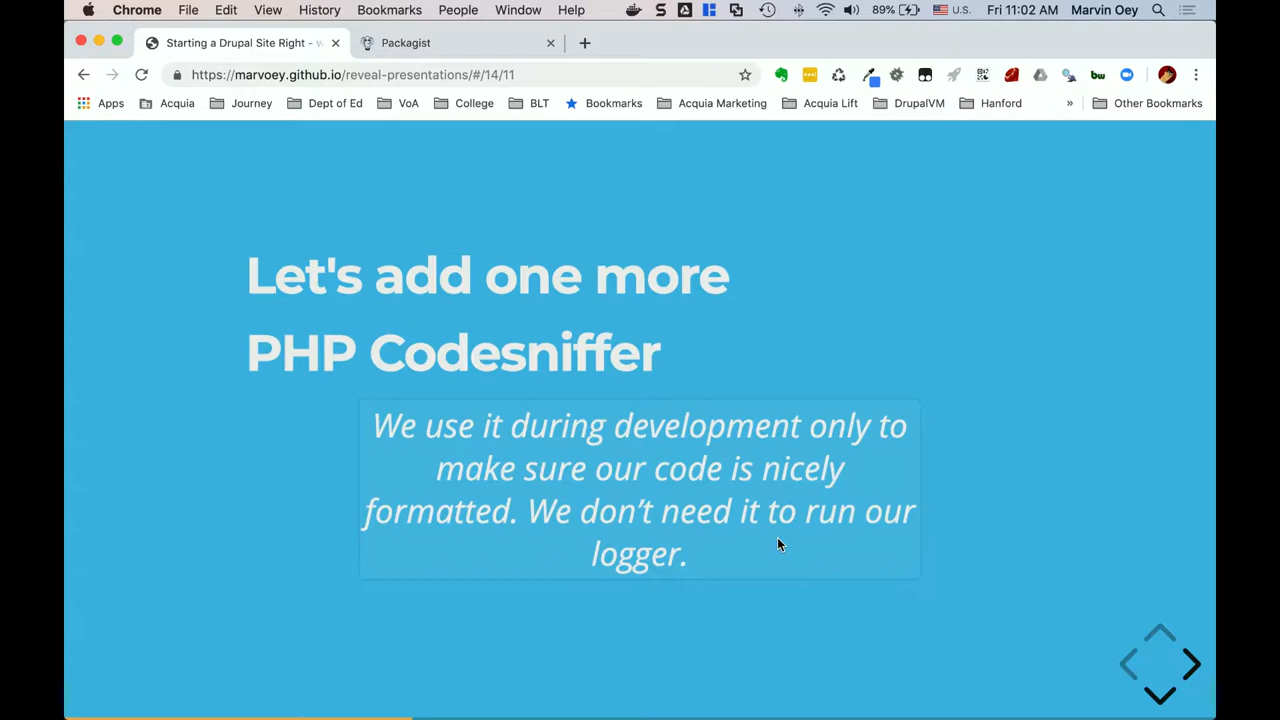 Chrome File Edit View History Bookmarks People Window Help 89% U.S. Fri 11:02 AM Marvin Oey
Starting a Drupal Site Right - w Packagist
https://marvoey.github.io/reveal-presentations/#/14/11
Apps Acquia Journey Dept of Ed VoA College BLT Bookmarks Acquia Marketing Acquia Lift DrupalVM Hanford » Other Bookmarks
Let's add one more
PHP Codesniffer
We use it during development only to
make sure our code is nicely
formatted. We don’t need it to run our
logger.